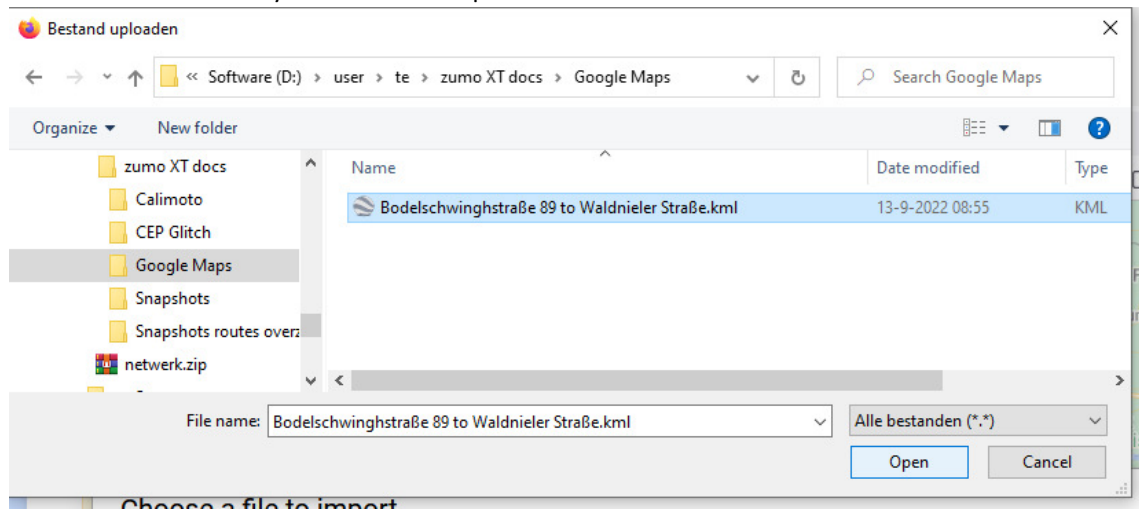 Bestand uploaden
« Software (D:) › user › te › zumo XT docs › Google Maps
Search Google Maps
Organize
New folder
zumo XT docs
Calimoto
CEP Glitch
Google Maps
Snapshots
Snapshots routes overz
netwerk.zip
Name
Date modified
Type
Bodelschwinghstraße 89 to Waldnieler Straße.kml
13-9-2022 08:55
KML
File name:
Bodelschwinghstraße 89 to Waldnieler Straße.kml
Alle bestanden (*.*)
Open
Cancel
Choose a file to import